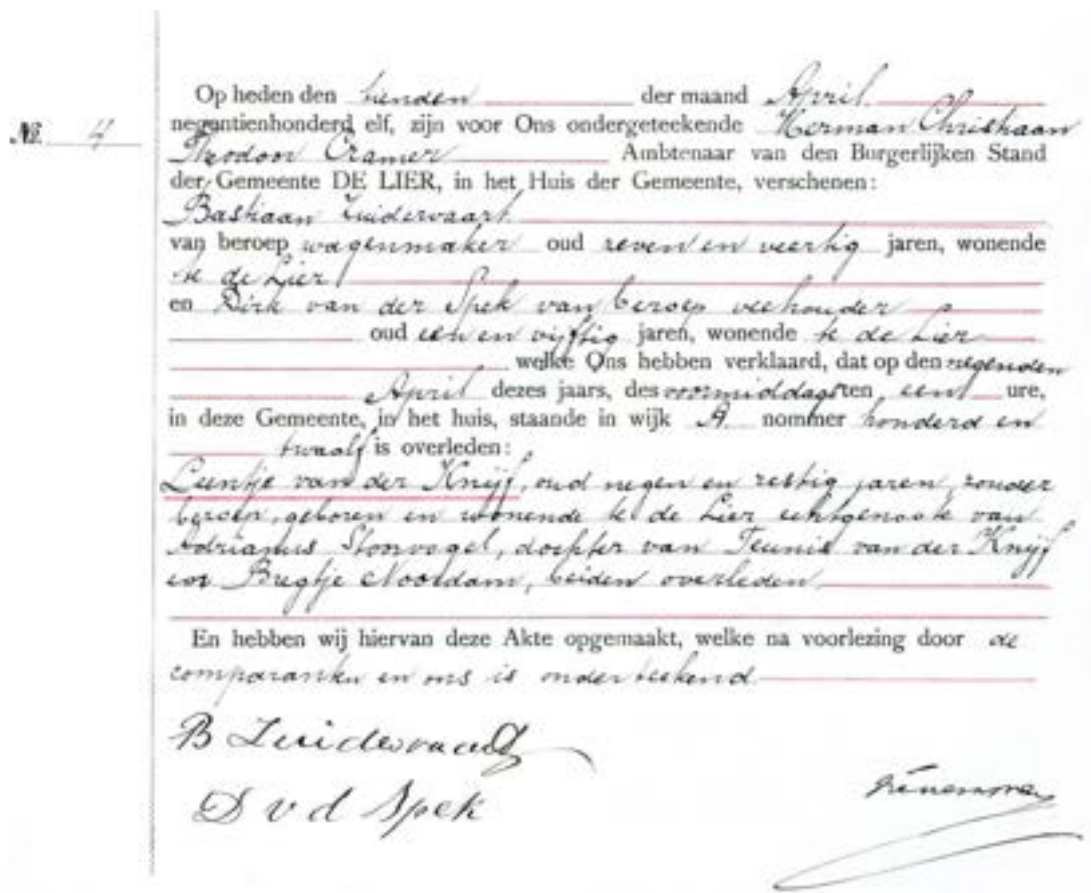 Op heden den tienden der maand April
No. 4 negentienhonderd elf, zijn voor Ons ondergeteekende Herman Christiaan
Theodoor Cramer Ambtenaar van den Burgerlijken Stand
der Gemeente DE LIER, in het Huis der Gemeente, verschenen:
Bastiaan Zuidervaart
van beroep wagenmaker oud zeven en veertig jaren, wonende
te de Lier
en Dirk van der Spek van beroep veehouder
oud een en vijftig jaren, wonende te de Lier
welke Ons hebben verklaard, dat op den negenden
April dezes jaars, des voormiddags ten een ure,
in deze Gemeente, in het huis, staande in wijk A nommer honderd en
twaalf is overleden:
Leentje van der Knijf, oud negen en zestig jaren, zonder
beroep, geboren en wonende te de Lier echtgenoote van
Adrianus Stonvogel, dochter van Teunis van der Knijf
en Bregtje Noordam, beiden overleden
En hebben wij hiervan deze Akte opgemaakt, welke na voorlezing door de
comparanten en ons is onderteekend
B Zuidervaart
D v d Spek